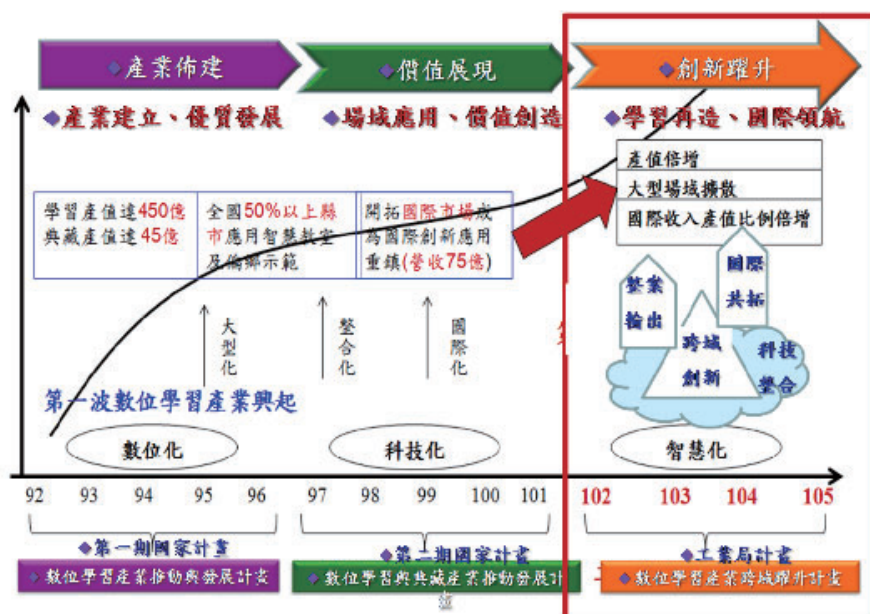 ◆產業佈建
◆價值展現
◆創新躍升
◆產業建立、優質發展
◆場域應用、價值創造
◆學習再造、國際領航
產值倍增
大型場域擴散
國際收入產值比例倍增
學習產值達450億
典藏產值達45億
全國50%以上縣
市應用智慧教室
及偏鄉示範
開拓國際市場成
為國際創新應用
重鎮(營收75億)
國際
共拓
整案
輸出
大型化
整合化
國際化
跨域
創新
科技
整合
第一波數位學習產業興起
數位化
科技化
智慧化
92 93 94 95 96 97 98 99 100 101 102 103 104 105
◆第一期國家計畫
◆第二期國家計畫
◆工業局計畫
◆數位學習產業推動與發展計畫
◆數位學習與典藏產業推動發展計
畫
◆數位學習產業跨域躍升計畫